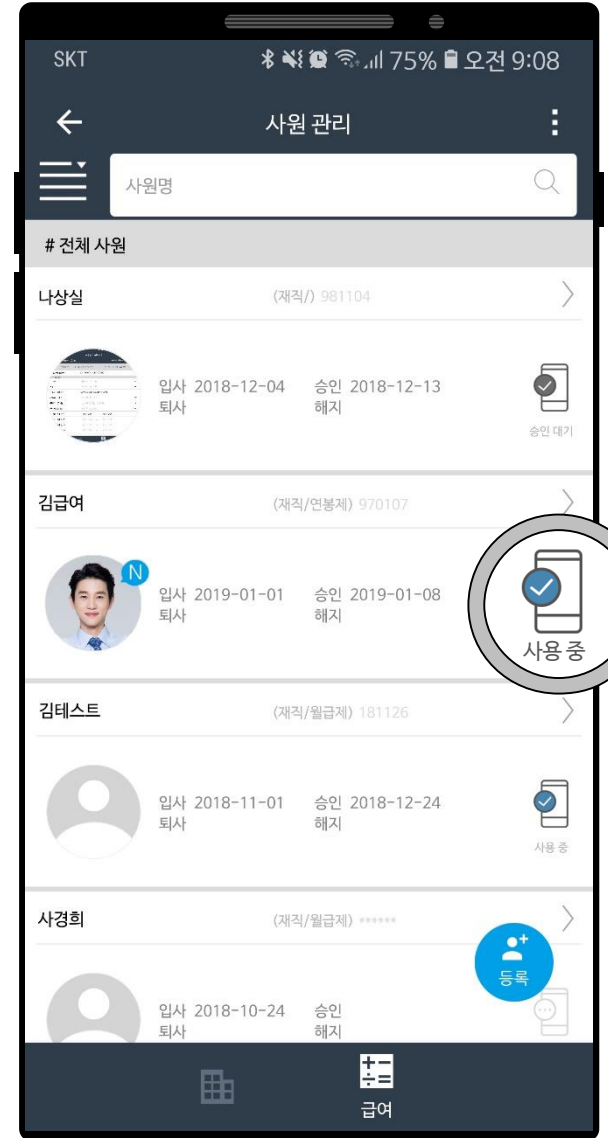 SKT 75% 오전 9:08
사원 관리
사원명
# 전체 사원
나상실 (재직/) 981104
입사 2018-12-04 승인 2018-12-13
퇴사 해지
승인 대기
김급여 (재직/연봉제) 970107
N
입사 2019-01-01 승인 2019-01-08
퇴사 해지
사용 중
김테스트 (재직/월급제) 181126
입사 2018-11-01 승인 2018-12-24
퇴사 해지
사용 중
사경희 (재직/월급제) ******
등록
입사 2018-10-24 승인
퇴사 해지
급여